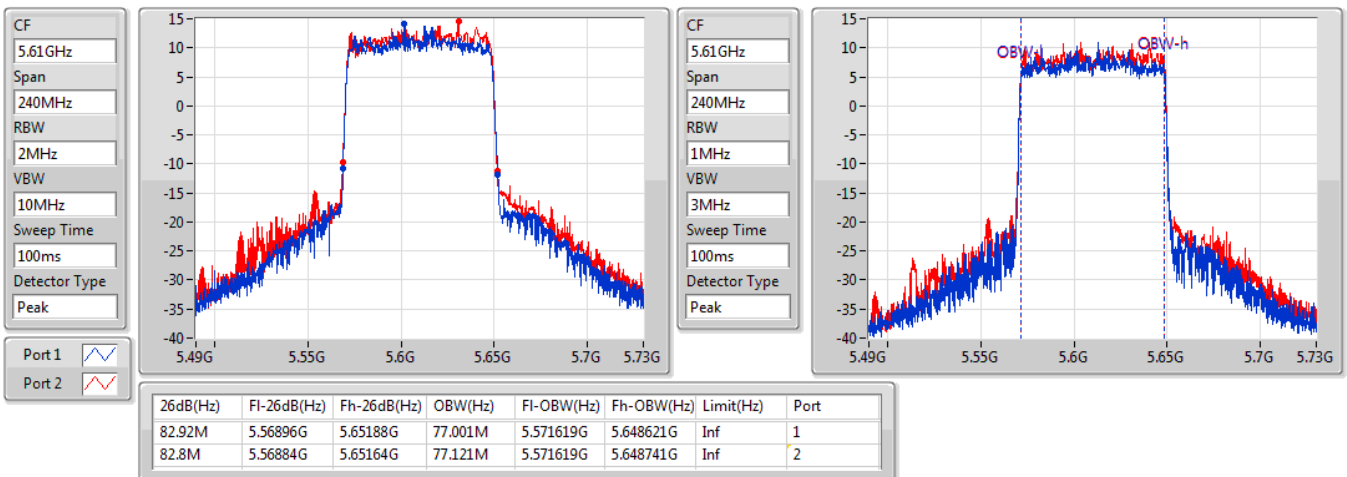 CF
5.61GHz
Span
240MHz
RBW
2MHz
VBW
10MHz
Sweep Time
100ms
Detector Type
Peak
Port 1
Port 2
15
10
5
0
-5
-10
-15
-20
-25
-30
-35
-40
5.49G 5.55G 5.6G 5.65G 5.7G 5.73G
CF
5.61GHz
Span
240MHz
RBW
1MHz
VBW
3MHz
Sweep Time
100ms
Detector Type
Peak
15
10
5
0
-5
-10
-15
-20
-25
-30
-35
-40
OBW-l OBW-h
5.49G 5.55G 5.6G 5.65G 5.7G 5.73G
26dB(Hz) Fl-26dB(Hz) Fh-26dB(Hz) OBW(Hz) Fl-OBW(Hz) Fh-OBW(Hz) Limit(Hz) Port
82.92M 5.56896G 5.65188G 77.001M 5.571619G 5.648621G Inf 1
82.8M 5.56884G 5.65164G 77.121M 5.571619G 5.648741G Inf 2